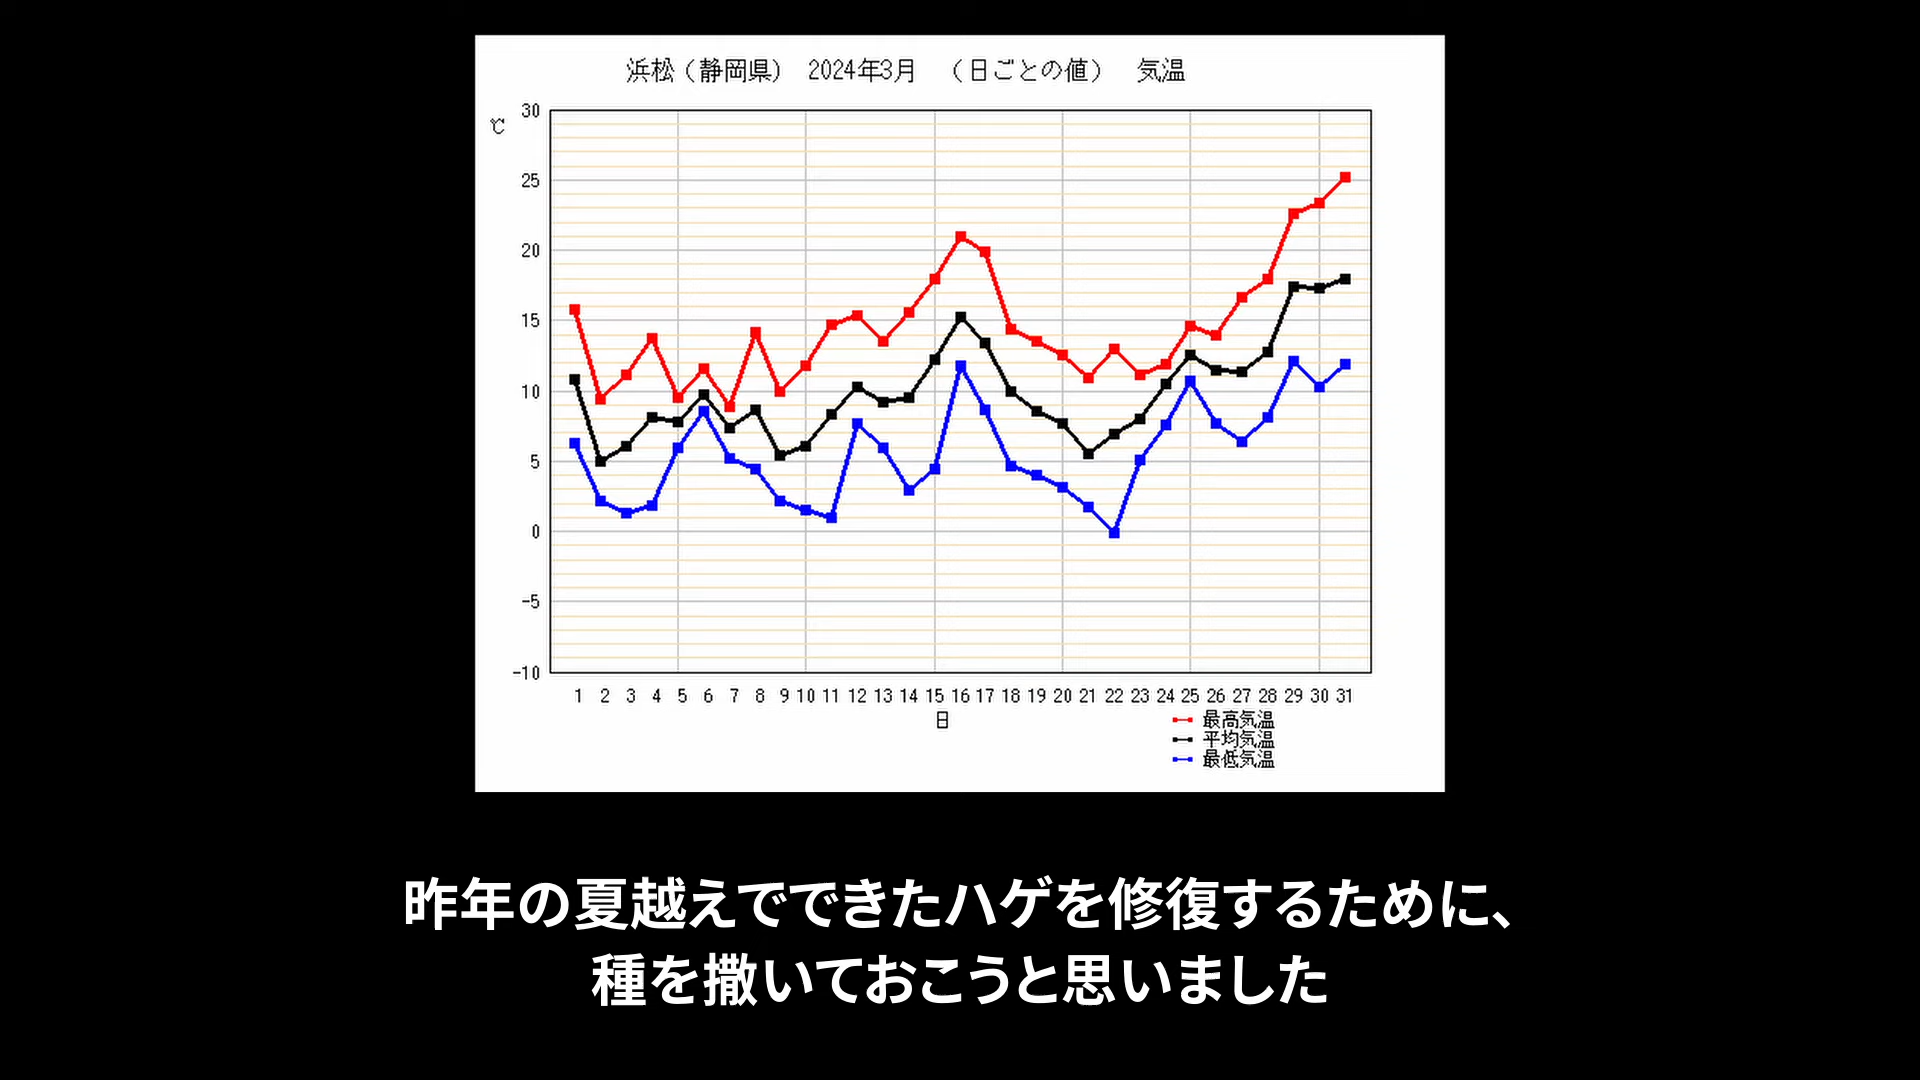 浜松（静岡県） 2024年3月 （日ごとの値） 気温
℃
30
25
20
15
10
5
0
-5
-10
1 2 3 4 5 6 7 8 9 10 11 12 13 14 15 16 17 18 19 20 21 22 23 24 25 26 27 28 29 30 31
日
最高気温
平均気温
最低気温
昨年の夏越えでできたハゲを修復するために、
種を撒いておこうと思いました